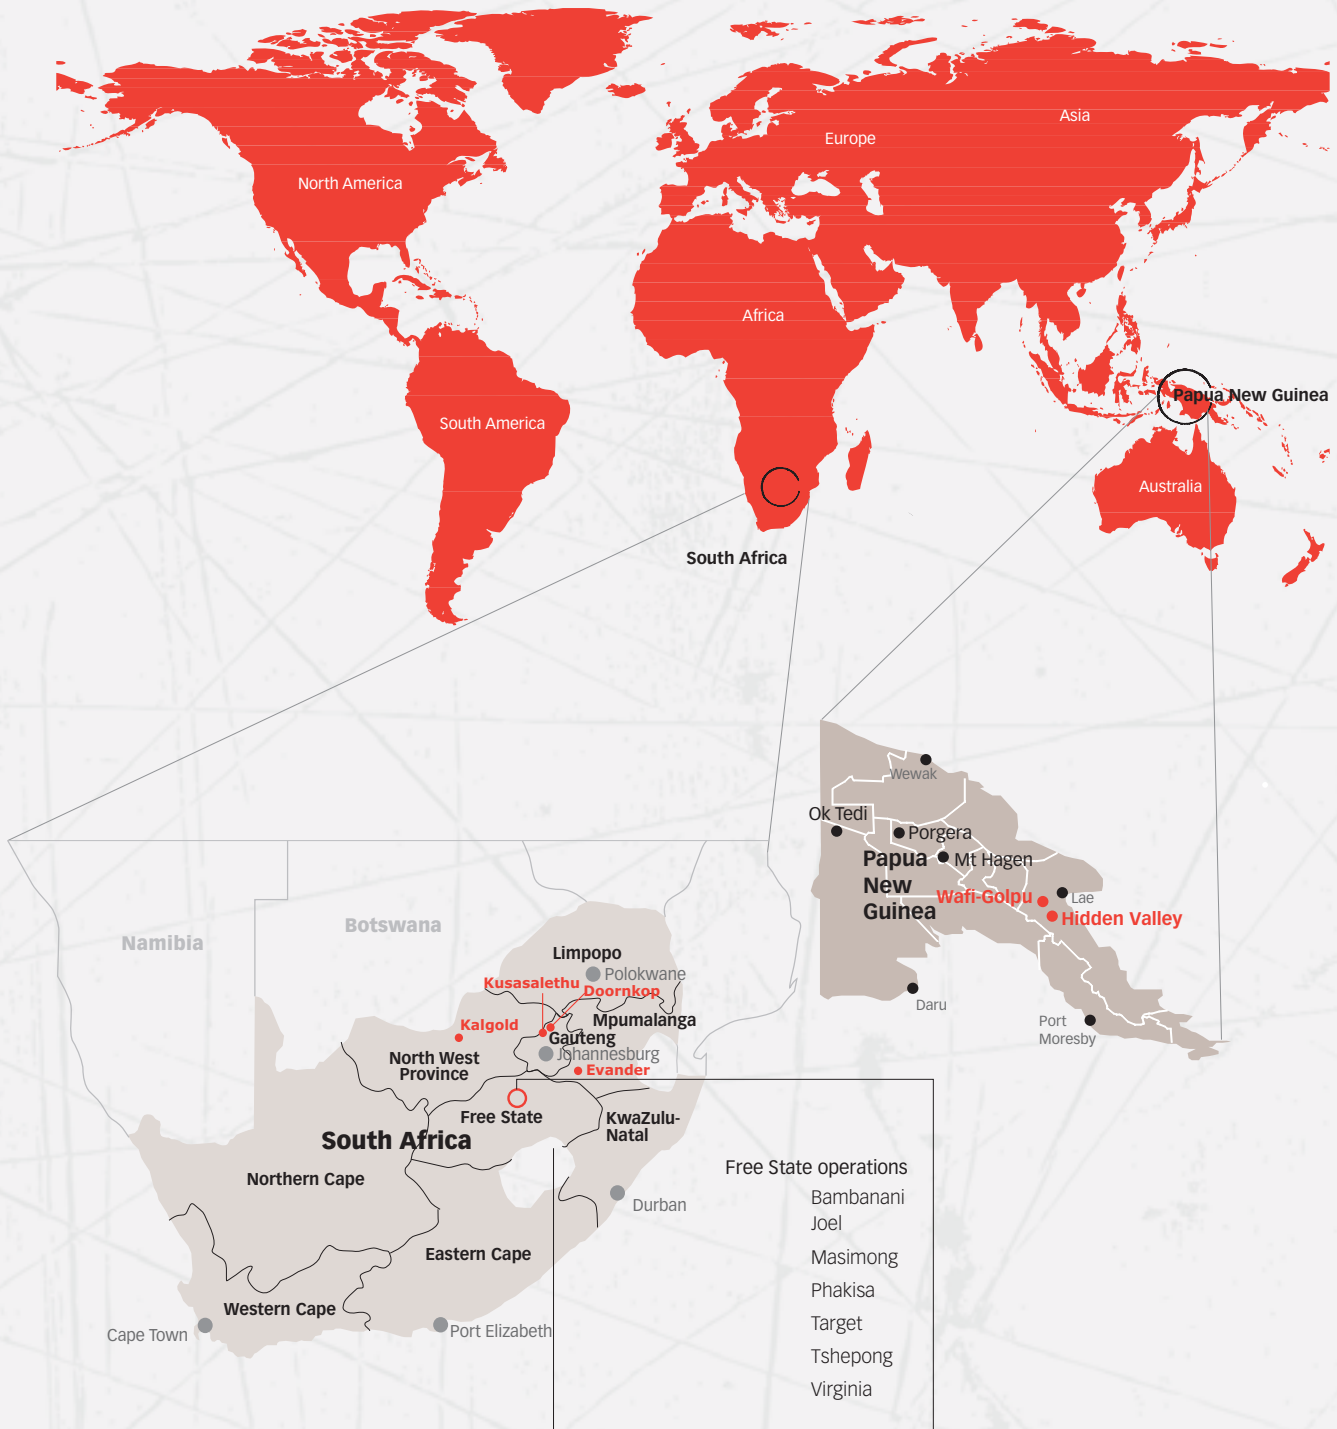 Asia
Europe
North America
Africa
Papua New Guinea
South America
Australia
South Africa
Wewak
Ok Tedi
Porgera
Papua
New
Guinea
Mt Hagen
Wafi-Golpu
Lae
Hidden Valley
Daru
Port
Moresby
Namibia
Botswana
Limpopo
Polokwane
Kusasalethu
Doornkop
Kalgold
Mpumalanga
Gauteng
Johannesburg
North West
Province
Evander
Free State
KwaZulu-
Natal
South Africa
Northern Cape
Durban
Eastern Cape
Western Cape
Cape Town
Port Elizabeth
Free State operations
Bambanani
Joel
Masimong
Phakisa
Target
Tshepong
Virginia